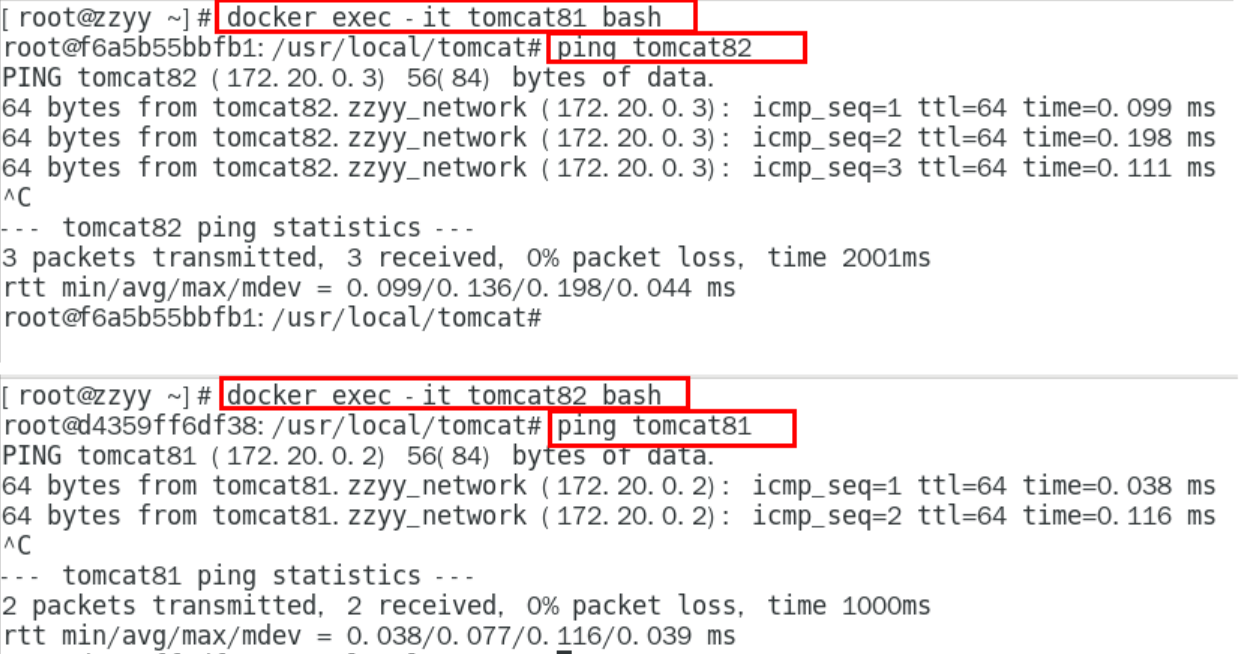 [root@zzyy ~]# docker exec -it tomcat81 bash
root@f6a5b55bbfb1:/usr/local/tomcat# ping tomcat82
PING tomcat82 (172.20.0.3) 56(84) bytes of data.
64 bytes from tomcat82.zzyy_network (172.20.0.3): icmp_seq=1 ttl=64 time=0.099 ms
64 bytes from tomcat82.zzyy_network (172.20.0.3): icmp_seq=2 ttl=64 time=0.198 ms
64 bytes from tomcat82.zzyy_network (172.20.0.3): icmp_seq=3 ttl=64 time=0.111 ms
^C
--- tomcat82 ping statistics ---
3 packets transmitted, 3 received, 0% packet loss, time 2001ms
rtt min/avg/max/mdev = 0.099/0.136/0.198/0.044 ms
root@f6a5b55bbfb1:/usr/local/tomcat#
[root@zzyy ~]# docker exec -it tomcat82 bash
root@d4359ff6df38:/usr/local/tomcat# ping tomcat81
PING tomcat81 (172.20.0.2) 56(84) bytes of data.
64 bytes from tomcat81.zzyy_network (172.20.0.2): icmp_seq=1 ttl=64 time=0.038 ms
64 bytes from tomcat81.zzyy_network (172.20.0.2): icmp_seq=2 ttl=64 time=0.116 ms
^C
--- tomcat81 ping statistics ---
2 packets transmitted, 2 received, 0% packet loss, time 1000ms
rtt min/avg/max/mdev = 0.038/0.077/0.116/0.039 ms